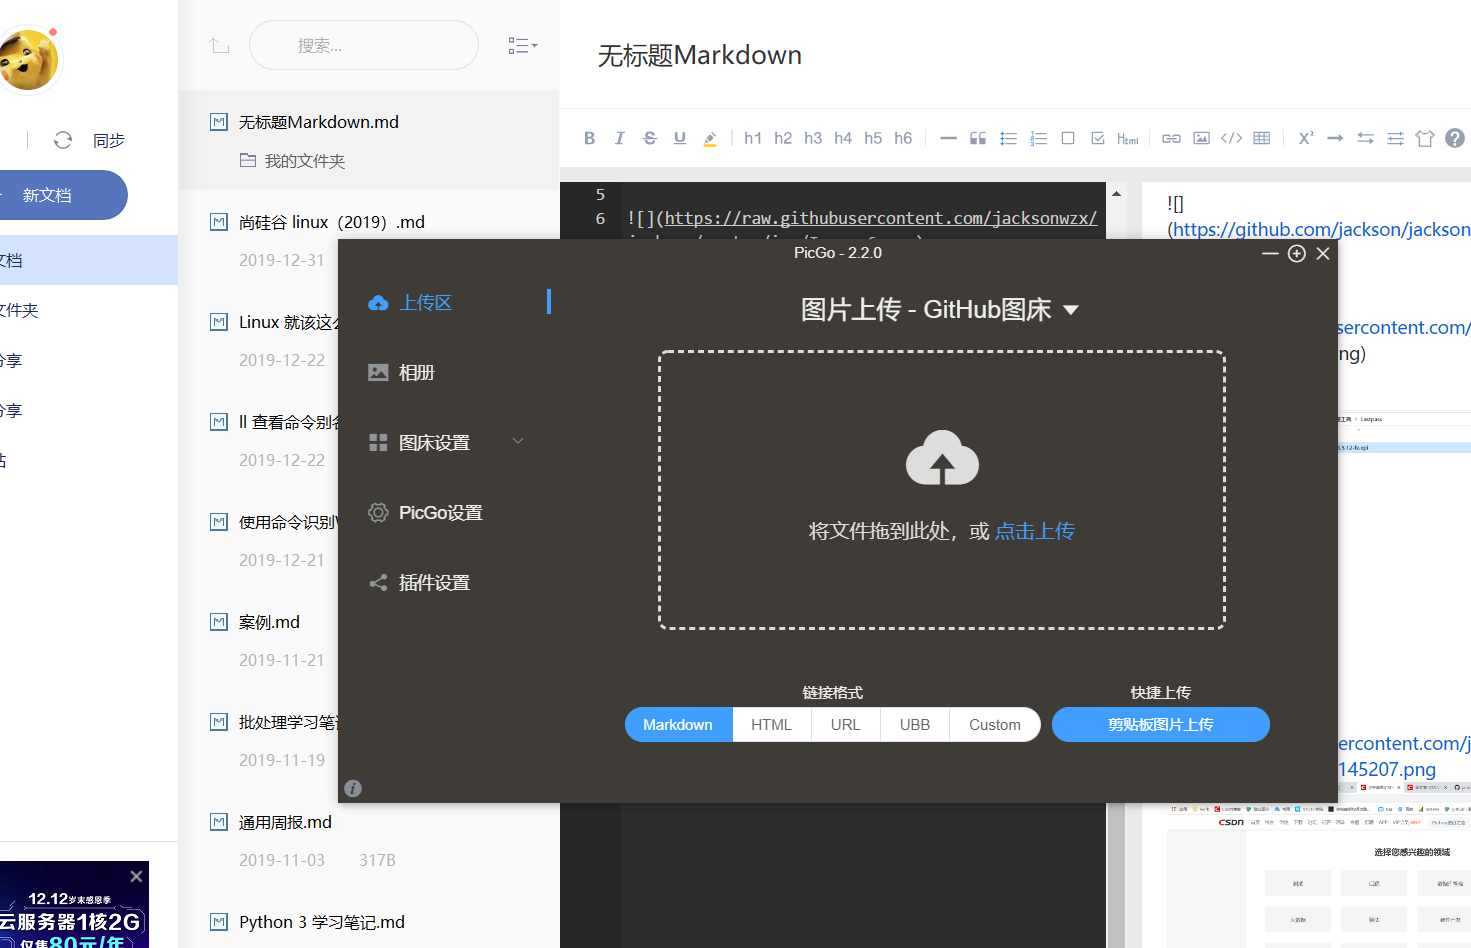 同步
新文档
文档
文件夹
分享
分享
站
12.12岁末感恩季
云服务器1核2G
仅售80元/年
搜索...
无标题Markdown.md
我的文件夹
尚硅谷 linux（2019）.md
2019-12-31
Linux 就该这么
2019-12-22
ll 查看命令别名
2019-12-22
使用命令识别
2019-12-21
案例.md
2019-11-21
批处理学习笔记
2019-11-19
通用周报.md
2019-11-03 317B
Python 3 学习笔记.md
无标题Markdown
B I S U h1 h2 h3 h4 h5 h6 Html X²
5
6 ![](https://raw.githubusercontent.com/jacksonwzx/
![]
(https://github.com/jackson/jackson
usercontent.com/
ng)
Lastpass
ercontent.com/j
145207.png
CSDN
选择您感兴趣的领域
PicGo - 2.2.0
上传区
相册
图床设置
PicGo设置
插件设置
图片上传 - GitHub图床
将文件拖到此处，或 点击上传
链接格式
Markdown HTML URL UBB Custom
快捷上传
剪贴板图片上传